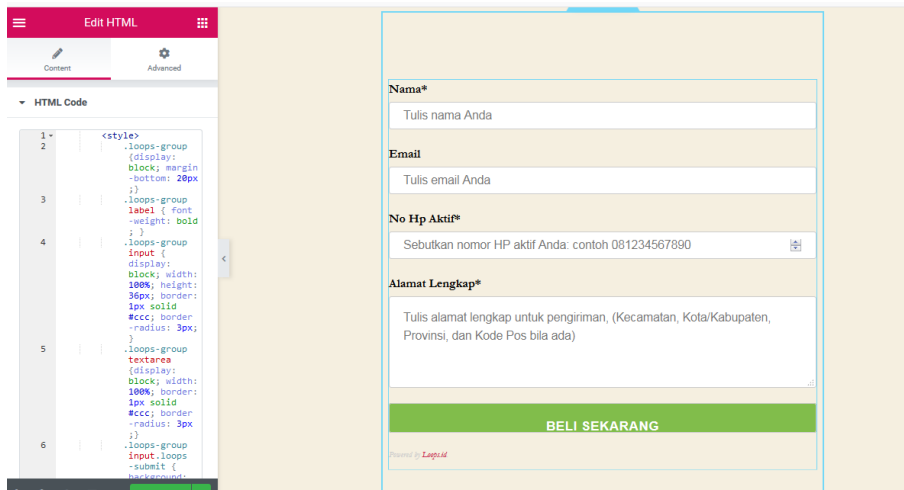 Edit HTML
Content
Advanced
HTML Code
1 <style>
2 .loops-group
{display:
block; margin
-bottom: 20px
;}
3 .loops-group
label { font
-weight: bold
; }
4 .loops-group
input {
display:
block; width:
100%; height:
36px; border:
1px solid
#ccc; border
-radius: 3px;
}
5 .loops-group
textarea
{display:
block; width:
100%; border:
1px solid
#ccc; border
-radius: 3px
;}
6 .loops-group
input.loops
-submit {
background:
Nama*
Tulis nama Anda
Email
Tulis email Anda
No Hp Aktif*
Sebutkan nomor HP aktif Anda: contoh 081234567890
Alamat Lengkap*
Tulis alamat lengkap untuk pengiriman, (Kecamatan, Kota/Kabupaten,
Provinsi, dan Kode Pos bila ada)
BELI SEKARANG
Powered by Loops.id